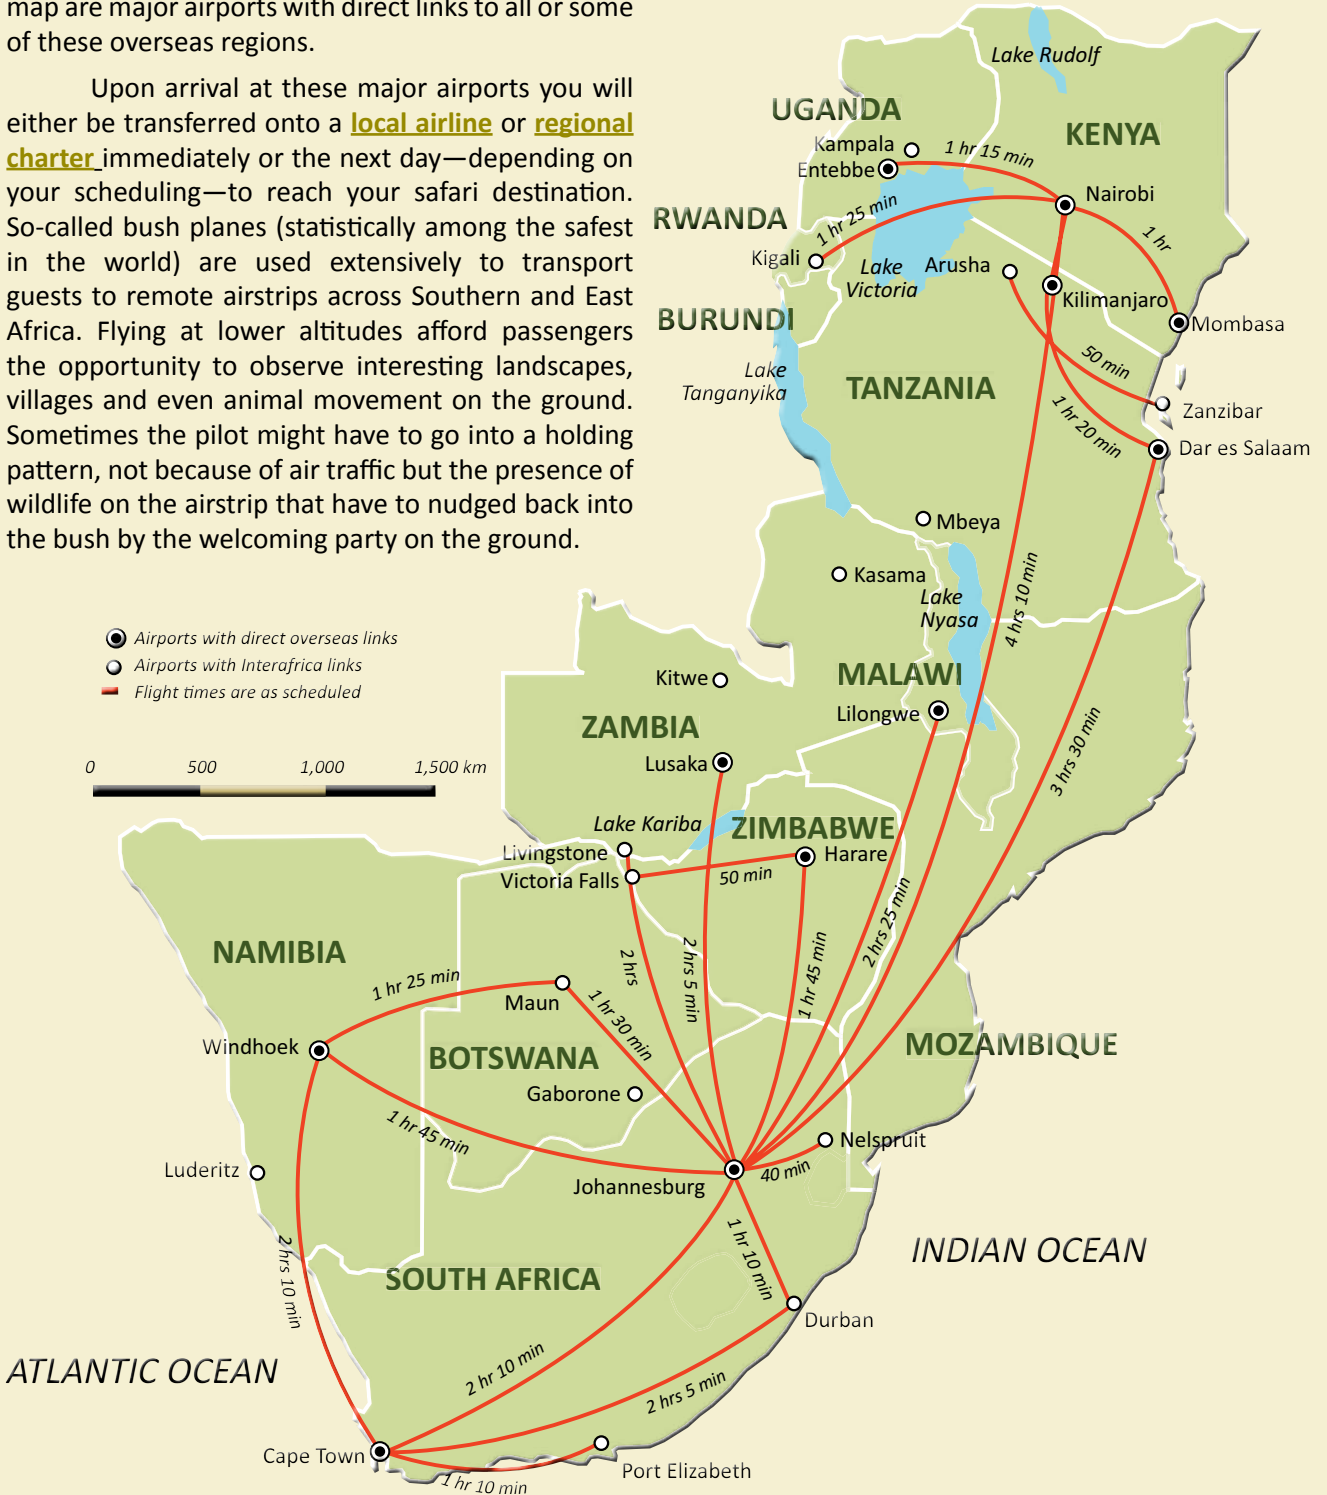 map are major airports with direct links to all or some
of these overseas regions.
Upon arrival at these major airports you will
either be transferred onto a local airline or regional
charter immediately or the next day—depending on
your scheduling—to reach your safari destination.
So-called bush planes (statistically among the safest
in the world) are used extensively to transport
guests to remote airstrips across Southern and East
Africa. Flying at lower altitudes afford passengers
the opportunity to observe interesting landscapes,
villages and even animal movement on the ground.
Sometimes the pilot might have to go into a holding
pattern, not because of air traffic but the presence of
wildlife on the airstrip that have to nudged back into
the bush by the welcoming party on the ground.
Airports with direct overseas links
Airports with Interafrica links
Flight times are as scheduled
0 500 1,000 1,500 km
Lake Rudolf
UGANDA
KENYA
Kampala
Entebbe
1 hr 15 min
Nairobi
RWANDA
1 hr 25 min
1 hr
Kigali
Lake
Victoria
Arusha
Kilimanjaro
Mombasa
BURUNDI
Lake
Tanganyika
TANZANIA
50 min
Zanzibar
1 hr 20 min
Dar es Salaam
Mbeya
Kasama
Lake
Nyasa
4 hrs 10 min
Kitwe
MALAWI
Lilongwe
ZAMBIA
Lusaka
3 hrs 30 min
Lake Kariba
ZIMBABWE
Livingstone
Harare
Victoria Falls
50 min
NAMIBIA
2 hrs
2 hrs 5 min
1 hr 45 min
2 hrs 25 min
1 hr 25 min
Maun
1 hr 30 min
Windhoek
BOTSWANA
MOZAMBIQUE
Gaborone
1 hr 45 min
Nelspruit
Luderitz
Johannesburg
40 min
2 hrs 10 min
1 hr 10 min
INDIAN OCEAN
SOUTH AFRICA
Durban
ATLANTIC OCEAN
2 hr 10 min
2 hrs 5 min
Cape Town
Port Elizabeth
1 hr 10 min